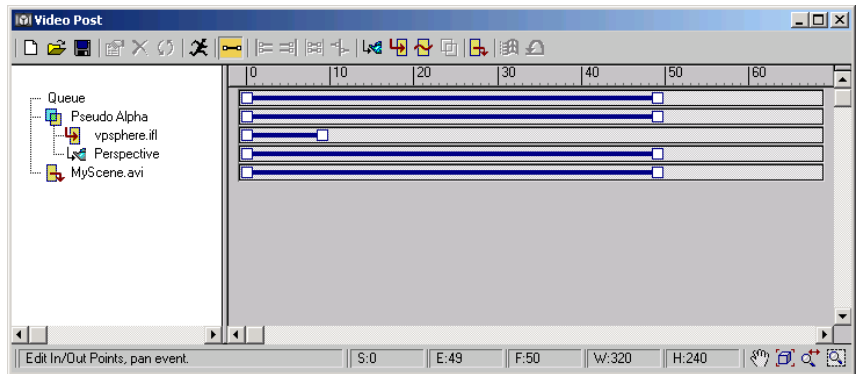 Video Post
0 10 20 30 40 50 60
Queue
Pseudo Alpha
vpsphere.ifl
Perspective
MyScene.avi
Edit In/Out Points, pan event. S:0 E:49 F:50 W:320 H:240